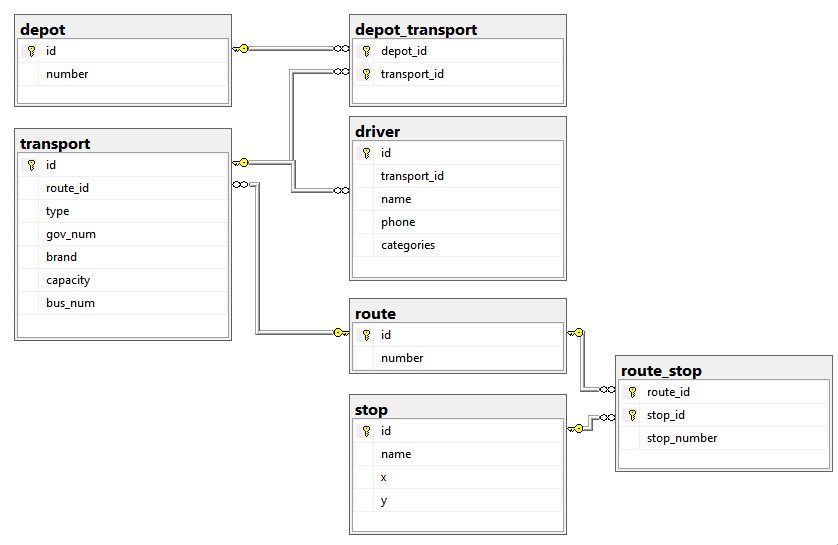 depot
id
number
depot_transport
depot_id
transport_id
transport
id
route_id
type
gov_num
brand
capacity
bus_num
driver
id
transport_id
name
phone
categories
route
id
number
route_stop
route_id
stop_id
stop_number
stop
id
name
x
y